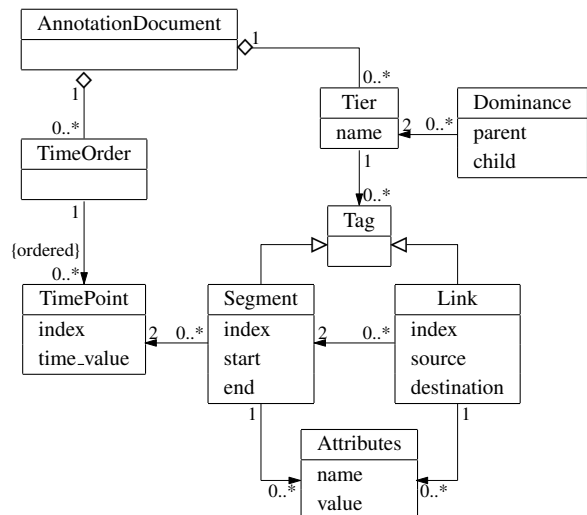 AnnotationDocument
1
1
0..*
0..*
Tier
name
Dominance
parent
child
2
0..*
TimeOrder
1
1
0..*
Tag
{ordered}
0..*
TimePoint
index
time_value
2
0..*
Segment
index
start
end
2
0..*
Link
index
source
destination
1
1
Attributes
name
value
0..*
0..*